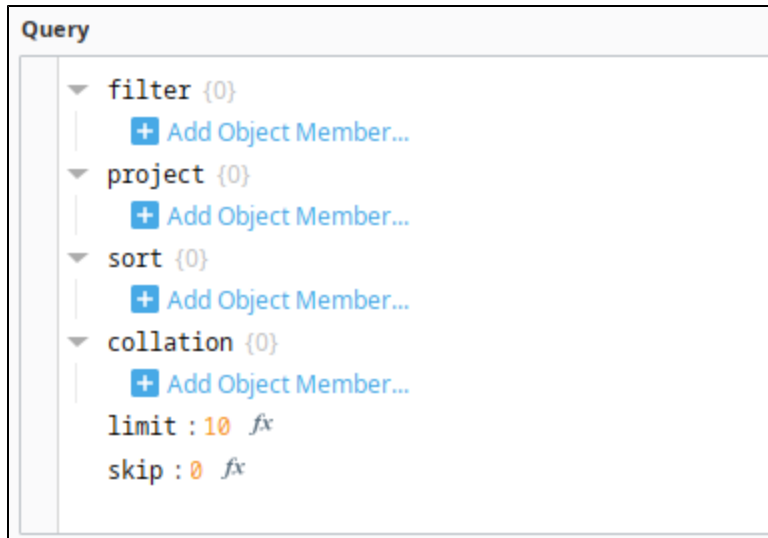 Query
filter {0}
Add Object Member...
project {0}
Add Object Member...
sort {0}
Add Object Member...
collation {0}
Add Object Member...
limit : 10 fx
skip : 0 fx